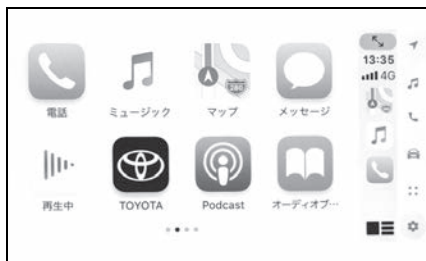 電話
ミュージック
マップ
メッセージ
280
再生中
TOYOTA
Podcast
オーディオブ…
13:35
4G